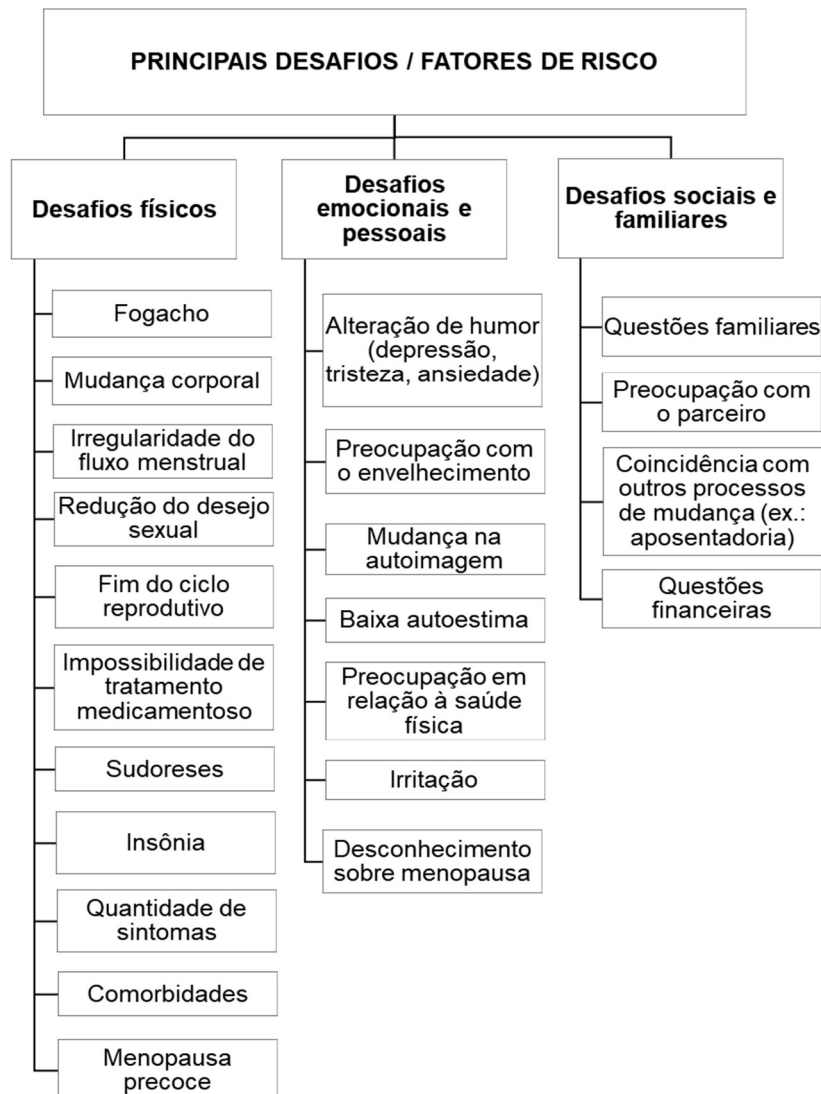 PRINCIPAIS DESAFIOS / FATORES DE RISCO
Desafios físicos
Fogacho
Mudança corporal
Irregularidade do
fluxo menstrual
Redução do desejo
sexual
Fim do ciclo
reprodutivo
Impossibilidade de
tratamento
medicamentoso
Sudoreses
Insônia
Quantidade de
sintomas
Comorbidades
Menopausa
precoce
Desafios
emocionais e
pessoais
Alteração de humor
(depressão,
tristeza, ansiedade)
Preocupação com
o envelhecimento
Mudança na
autoimagem
Baixa autoestima
Preocupação em
relação à saúde
física
Irritação
Desconhecimento
sobre menopausa
Desafios sociais e
familiares
Questões familiares
Preocupação com
o parceiro
Coincidência com
outros processos
de mudança (ex.:
aposentadoria)
Questões
financeiras